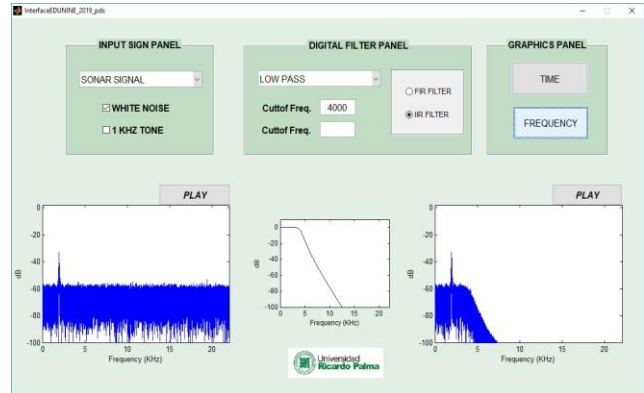 InterfaceEDUNINE_2019_pds
INPUT SIGN PANEL
SONAR SIGNAL
WHITE NOISE
1 KHZ TONE
DIGITAL FILTER PANEL
LOW PASS
Cuttof Freq. 4000
Cuttof Freq.
FIR FILTER
IIR FILTER
GRAPHICS PANEL
TIME
FREQUENCY
PLAY
0
-20
-40
-60
-80
-100
dB
0 5 10 15 20
Frequency (KHz)
0
-20
-40
-60
-80
-100
dB
0 5 10 15 20
Frequency (KHz)
PLAY
0
-20
-40
-60
-80
-100
dB
0 5 10 15 20
Frequency (KHz)
Universidad
Ricardo Palma